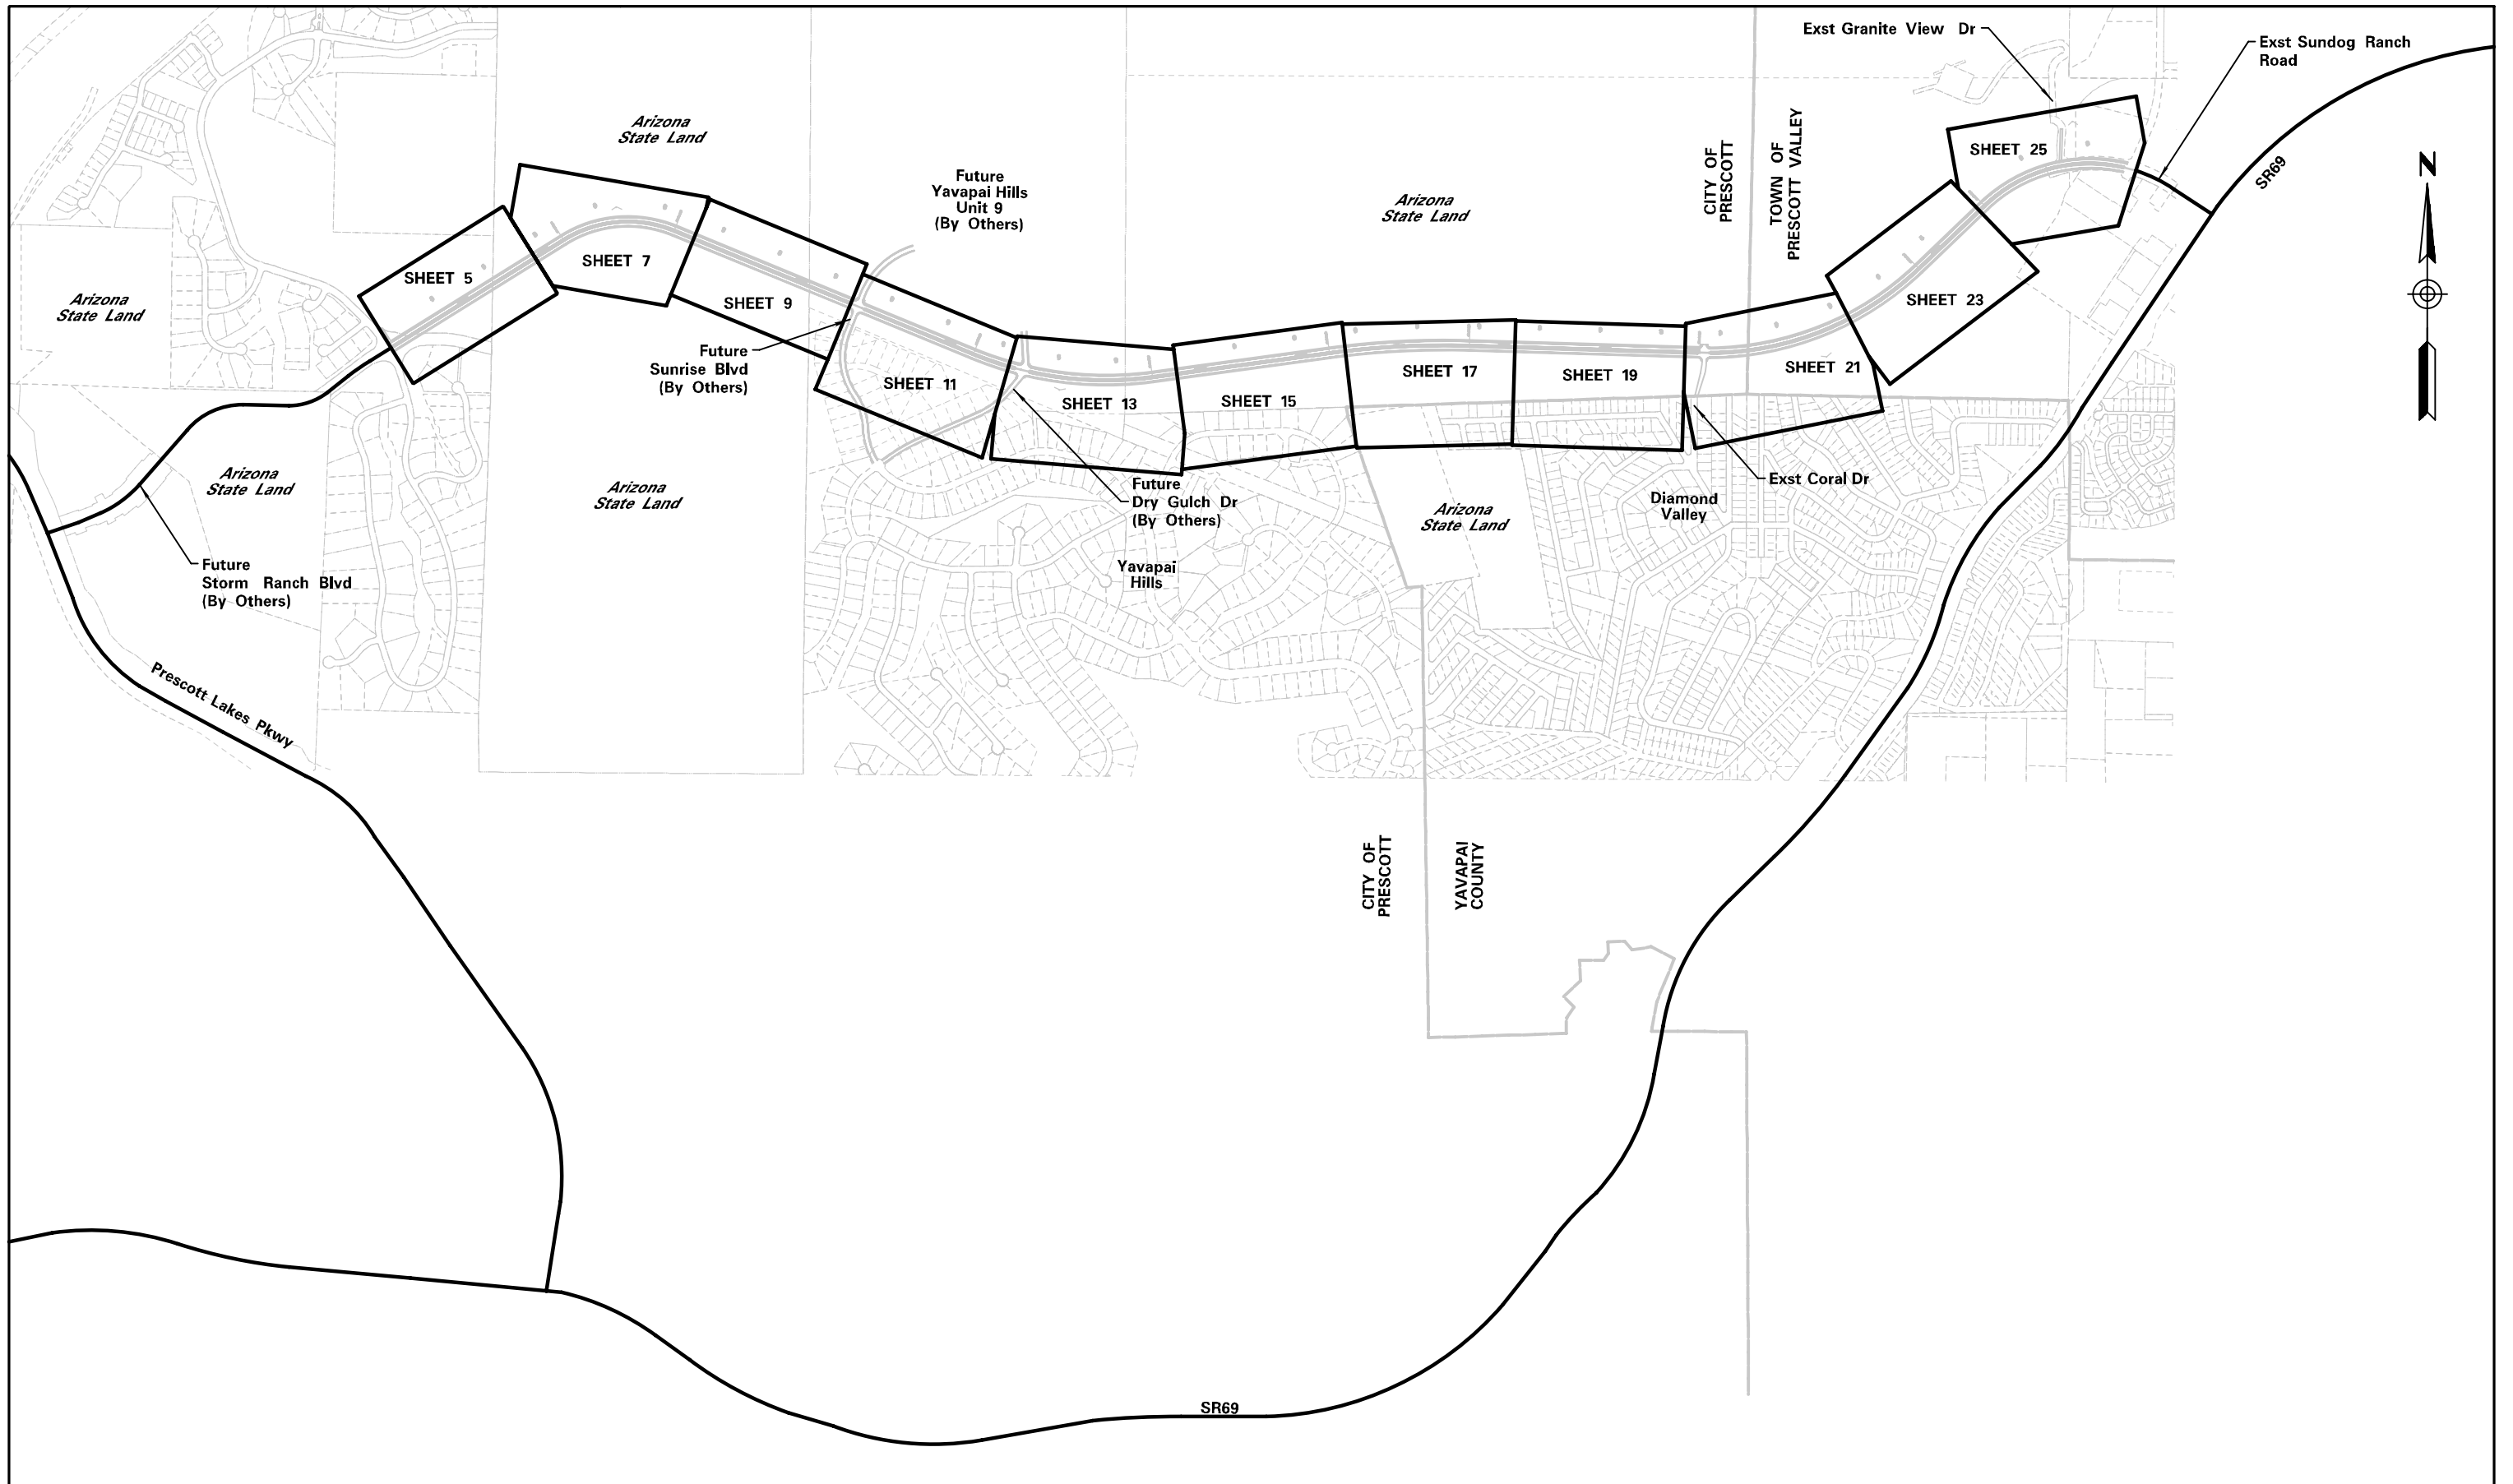 Exst Granite View Dr
Exst Sundog Ranch
Road
Arizona
State Land
CITY OF
PRESCOTT
TOWN OF
PRESCOTT VALLEY
SHEET 25
SR69
N
Future
Yavapai Hills
Unit 9
(By Others)
Arizona
State Land
SHEET 5
SHEET 7
SHEET 9
SHEET 23
Arizona
State Land
Future
Sunrise Blvd
(By Others)
SHEET 11
SHEET 13
SHEET 15
SHEET 17
SHEET 19
SHEET 21
Arizona
State Land
Arizona
State Land
Future
Dry Gulch Dr
(By Others)
Arizona
State Land
Exst Coral Dr
Diamond
Valley
Future
Storm Ranch Blvd
(By Others)
Yavapai
Hills
Prescott Lakes Pkwy
CITY OF
PRESCOTT
YAVAPAI
COUNTY
SR69